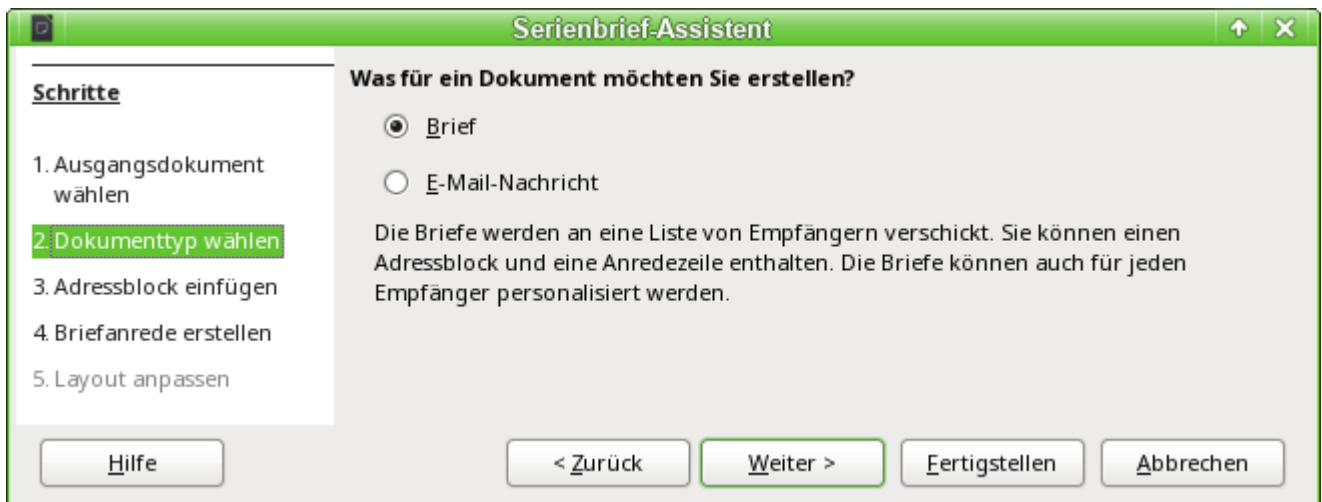 Serienbrief-Assistent
Schritte
1. Ausgangsdokument
wählen
2. Dokumenttyp wählen
3. Adressblock einfügen
4. Briefanrede erstellen
5. Layout anpassen
Was für ein Dokument möchten Sie erstellen?
Brief
E-Mail-Nachricht
Die Briefe werden an eine Liste von Empfängern verschickt. Sie können einen
Adressblock und eine Anredezeile enthalten. Die Briefe können auch für jeden
Empfänger personalisiert werden.
Hilfe
< Zurück
Weiter >
Fertigstellen
Abbrechen